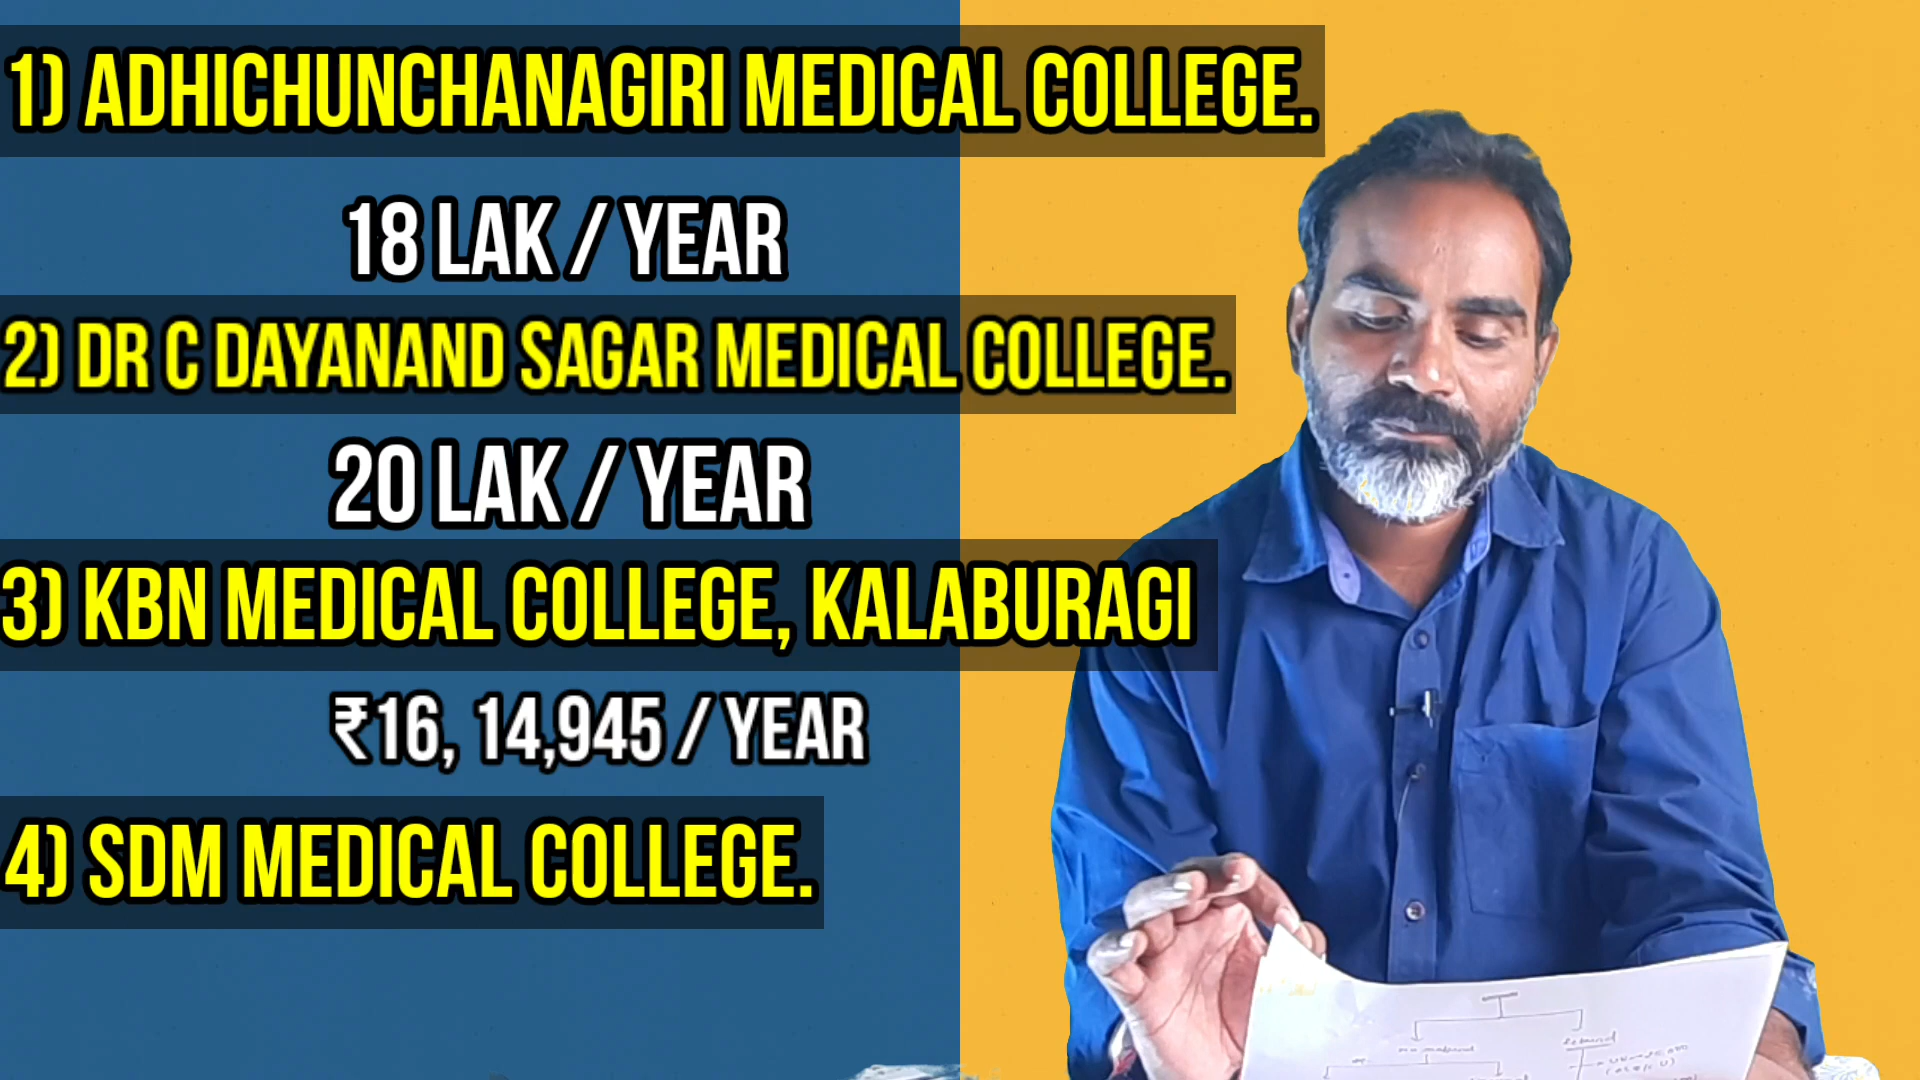 1) ADHICHUNCHANAGIRI MEDICAL COLLEGE.
18 LAK / YEAR
2) DR C DAYANAND SAGAR MEDICAL COLLEGE.
20 LAK / YEAR
3) KBN MEDICAL COLLEGE, KALABURAGI
₹16, 14,945 / YEAR
4) SDM MEDICAL COLLEGE.